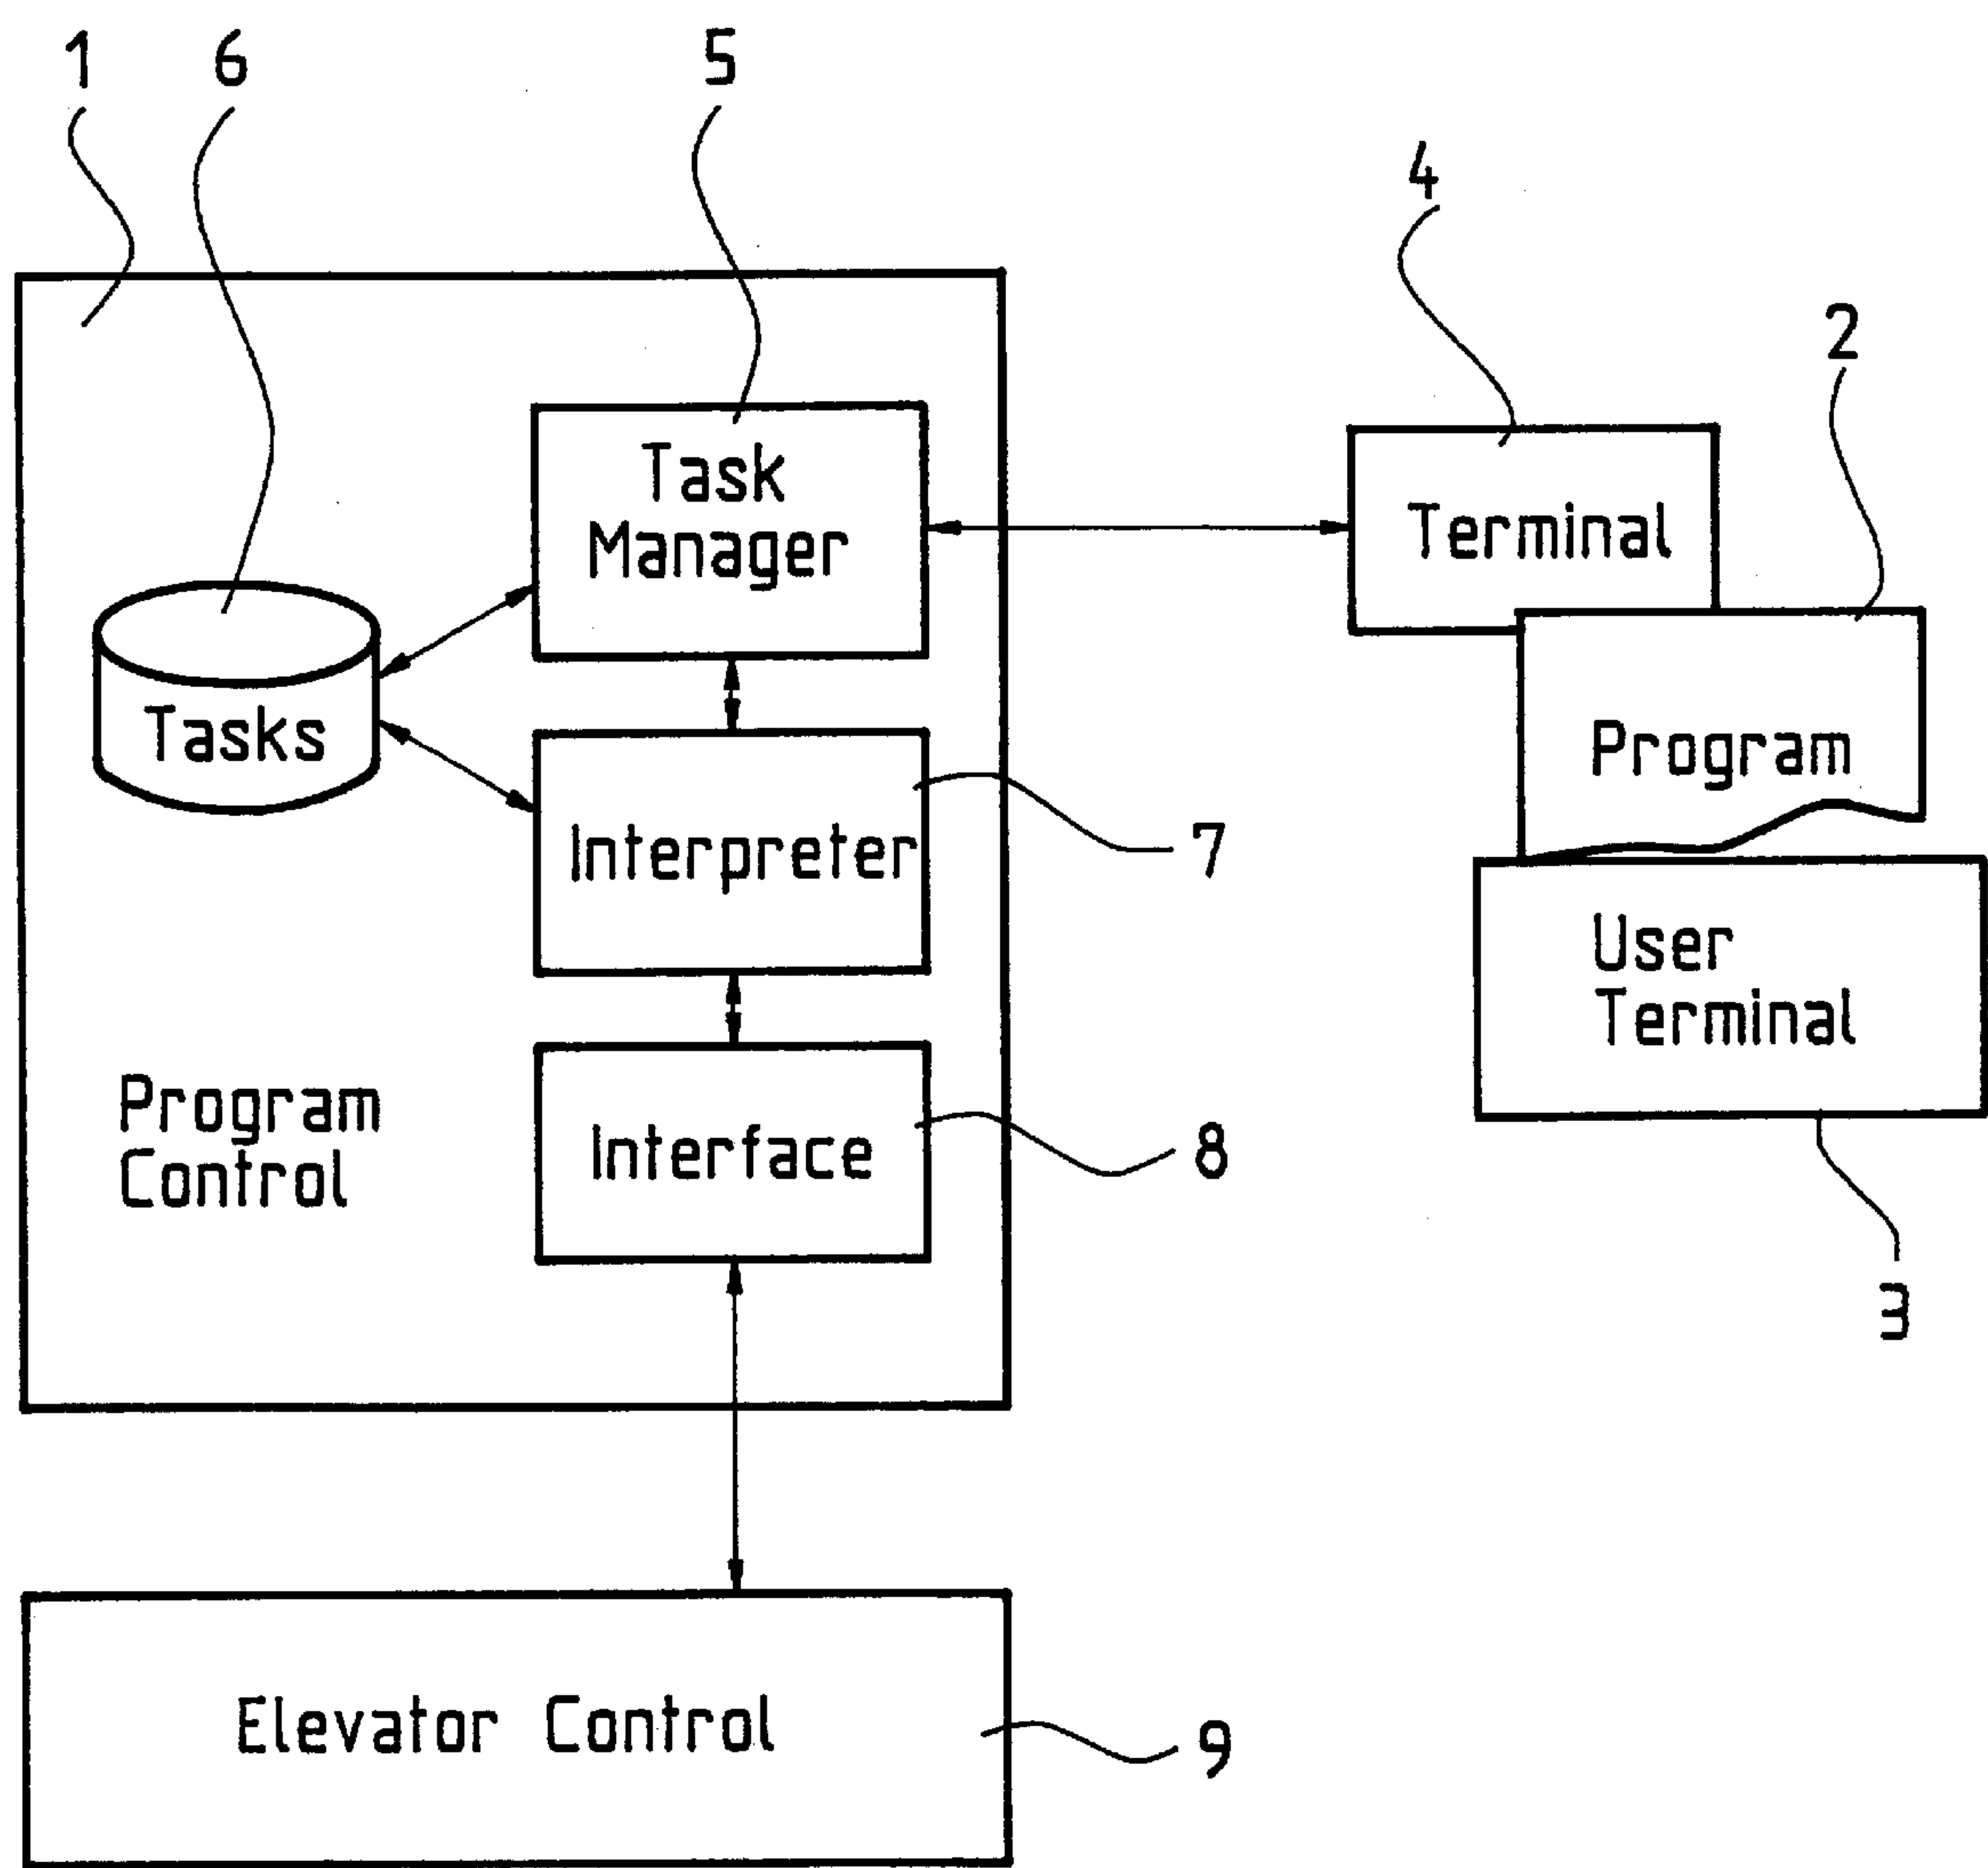 1
6
5
4
2
Task
Manager
Terminal
Tasks
Program
Interpreter
7
User
Terminal
Program
Control
Interface
8
3
Elevator Control
9